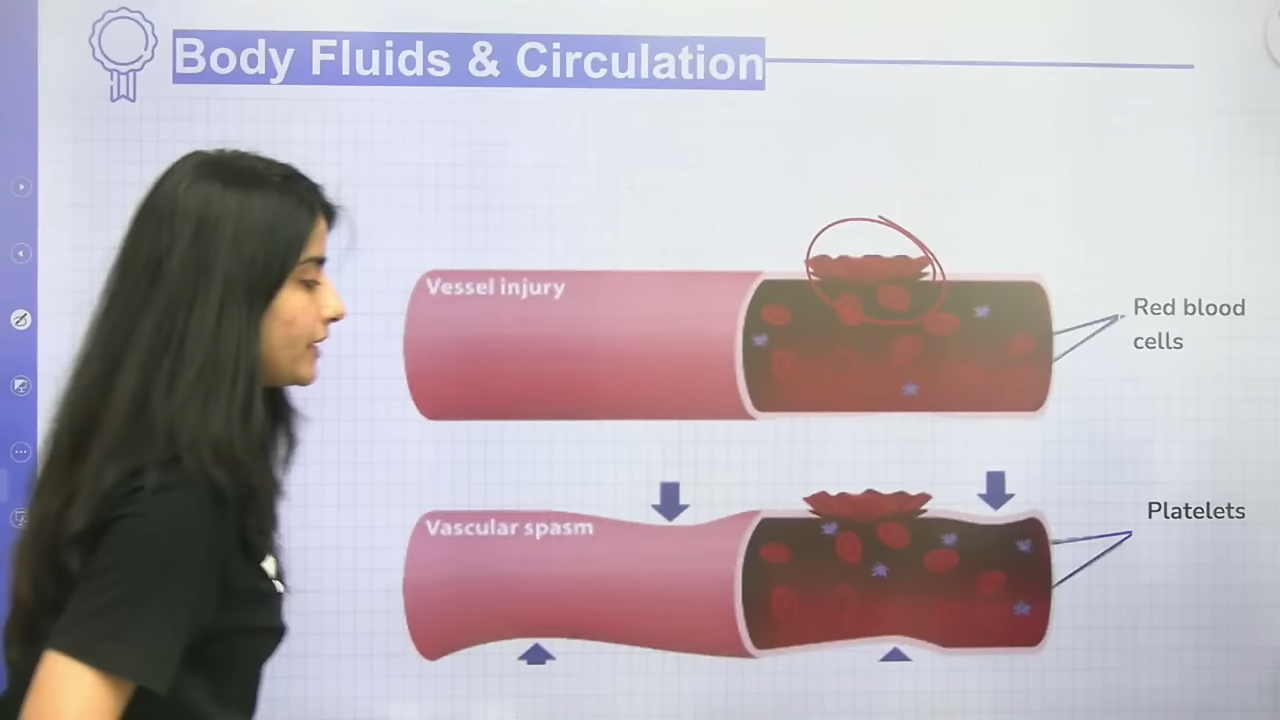 Body Fluids & Circulation
Vessel injury
Red blood
cells
Vascular spasm
Platelets